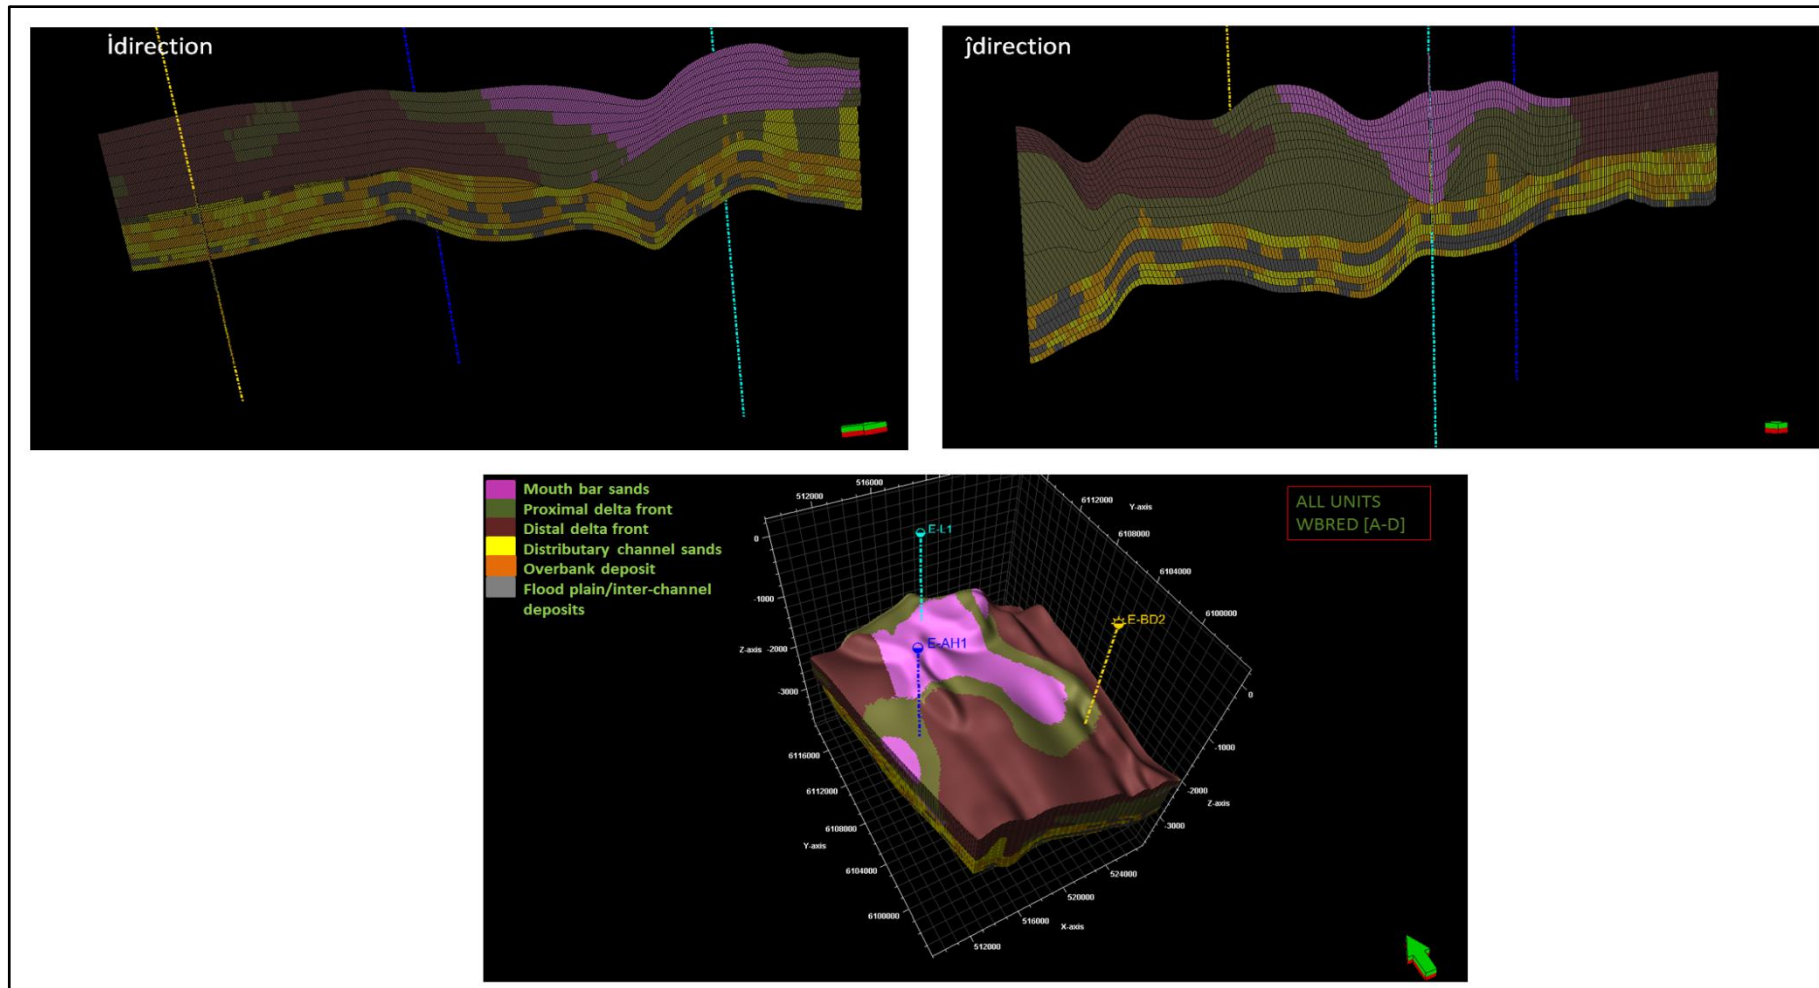 i̇direction
ĵdirection
Mouth bar sands
Proximal delta front
Distal delta front
Distributary channel sands
Overbank deposit
Flood plain/inter-channel
deposits
ALL UNITS
WBRED [A-D]
512000
516000
6112000
Y-axis
6108000
6104000
6100000
0
-1000
Z-axis
-2000
-3000
E-L1
E-AH1
E-BD2
0
-1000
-2000
Z-axis
-3000
6116000
6112000
6108000
Y-axis
6104000
6100000
524000
520000
X-axis
516000
512000